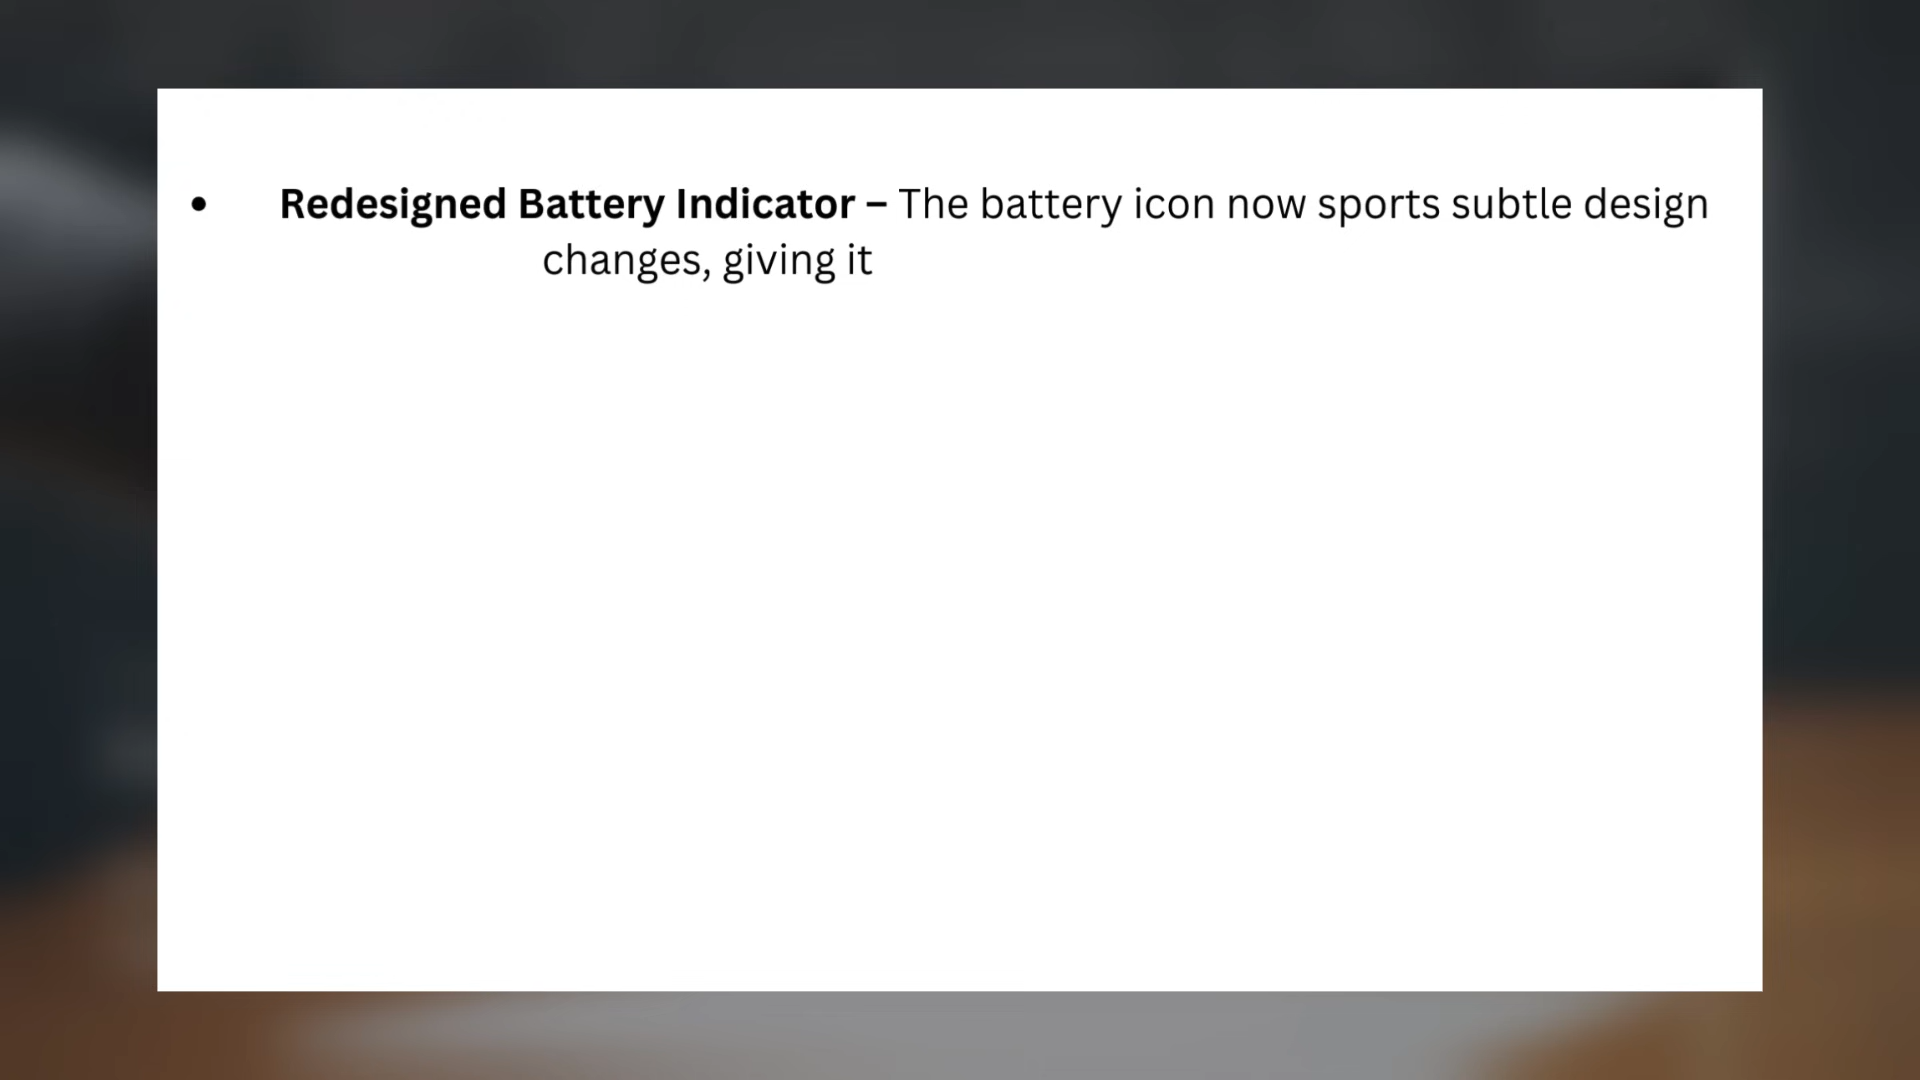 • Redesigned Battery Indicator – The battery icon now sports subtle design
changes, giving it